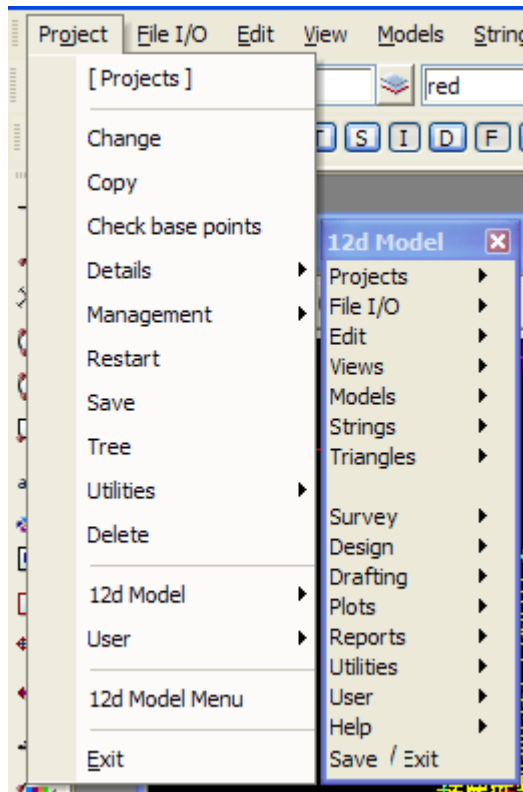 Project File I/O Edit View Models String
[ Projects ]
red
Change
S I D F
Copy
Check base points
Details
Management
Restart
Save
Tree
Utilities
Delete
12d Model
User
12d Model Menu
Exit
12d Model
Projects
File I/O
Edit
Views
Models
Strings
Triangles
Survey
Design
Drafting
Plots
Reports
Utilities
User
Help
Save / Exit